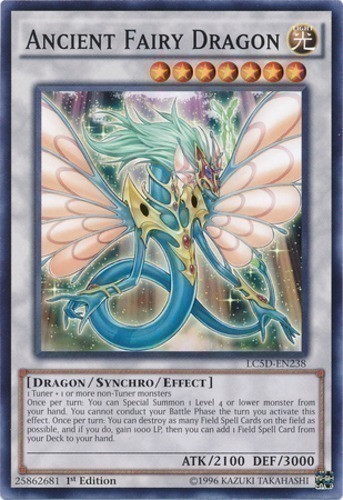 ANCIENT FAIRY DRAGON
LIGHT
光
LC5D-EN238
[DRAGON/SYNCHRO/EFFECT]
1 Tuner + 1 or more non-Tuner monsters
Once per turn: You can Special Summon 1 Level 4 or lower monster
from your hand. You cannot conduct your Battle Phase the turn you activate
this effect. Once per turn: You can destroy as many Field Spell Cards on the field as
possible, and if you do, gain 1000 LP, then you can add 1 Field Spell Card from
your Deck to your hand.
ATK/2100 DEF/3000
25862681 1st Edition ©1996 KAZUKI TAKAHASHI